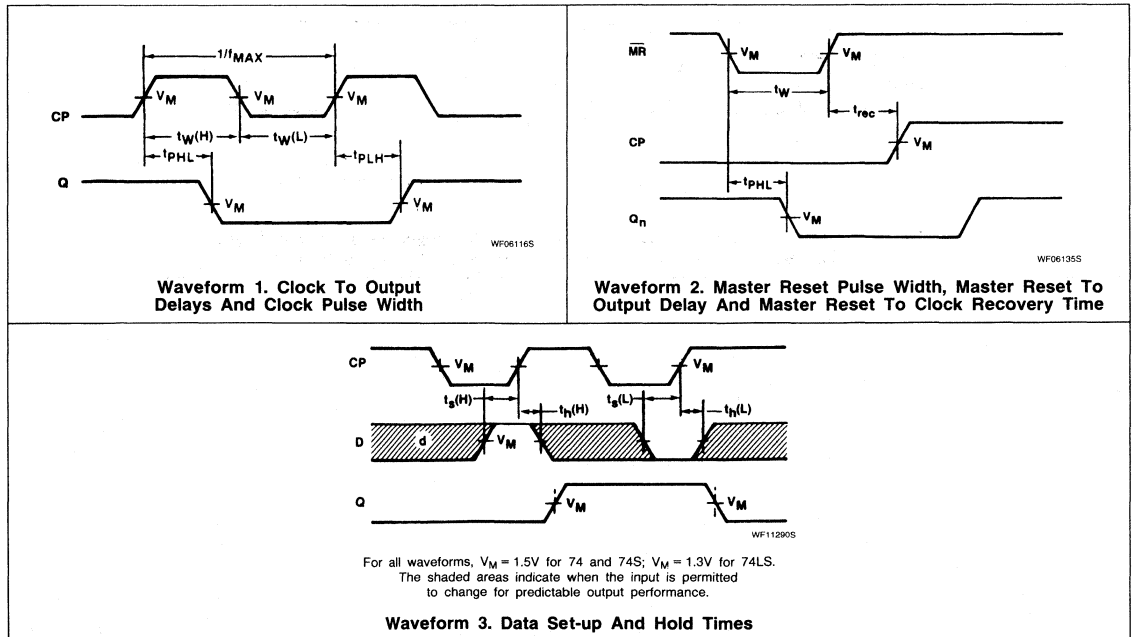 1/fMAX
CP
VM
VM
VM
tW(H)
tW(L)
tPHL
tPLH
Q
VM
VM
WF06116S
Waveform 1. Clock To Output
Delays And Clock Pulse Width
MR
VM
VM
tW
trec
CP
VM
tPHL
Qn
VM
WF06135S
Waveform 2. Master Reset Pulse Width, Master Reset To
Output Delay And Master Reset To Clock Recovery Time
CP
VM
VM
ts(H)
th(H)
ts(L)
th(L)
D
d
VM
Q
VM
VM
WF11290S
For all waveforms, VM = 1.5V for 74 and 74S; VM = 1.3V for 74LS.
The shaded areas indicate when the input is permitted
to change for predictable output performance.
Waveform 3. Data Set-up And Hold Times